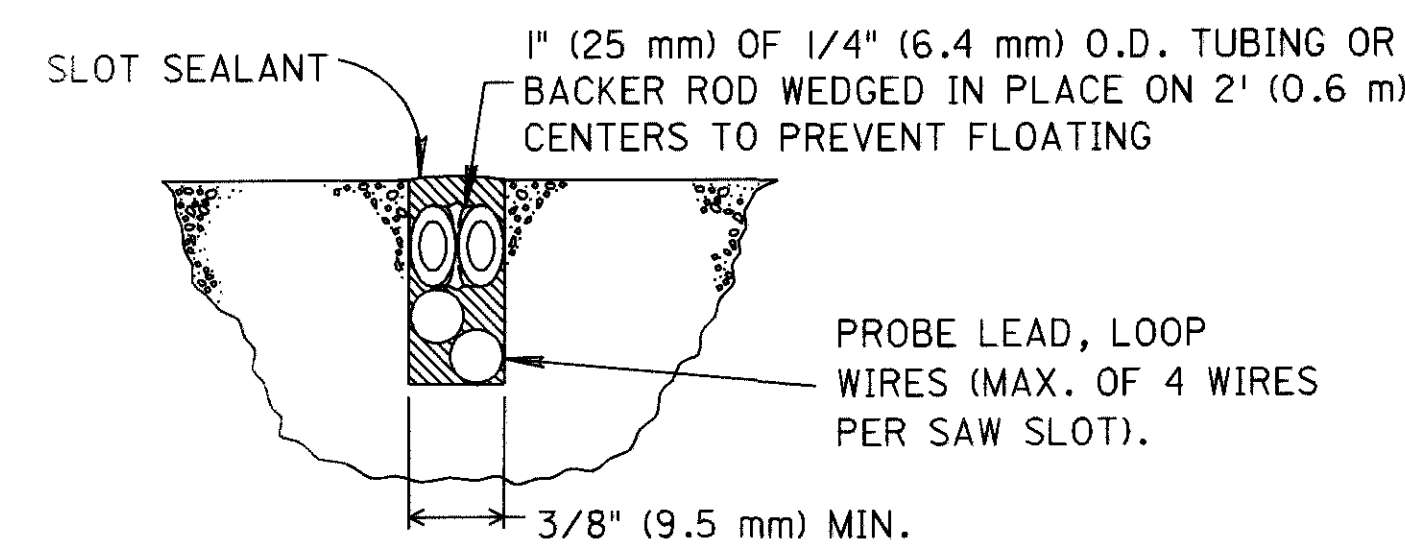 SLOT SEALANT
1" (25 mm) OF 1/4" (6.4 mm) O.D. TUBING OR
BACKER ROD WEDGED IN PLACE ON 2' (0.6 m)
CENTERS TO PREVENT FLOATING
PROBE LEAD, LOOP
WIRES (MAX. OF 4 WIRES
PER SAW SLOT).
3/8" (9.5 mm) MIN.